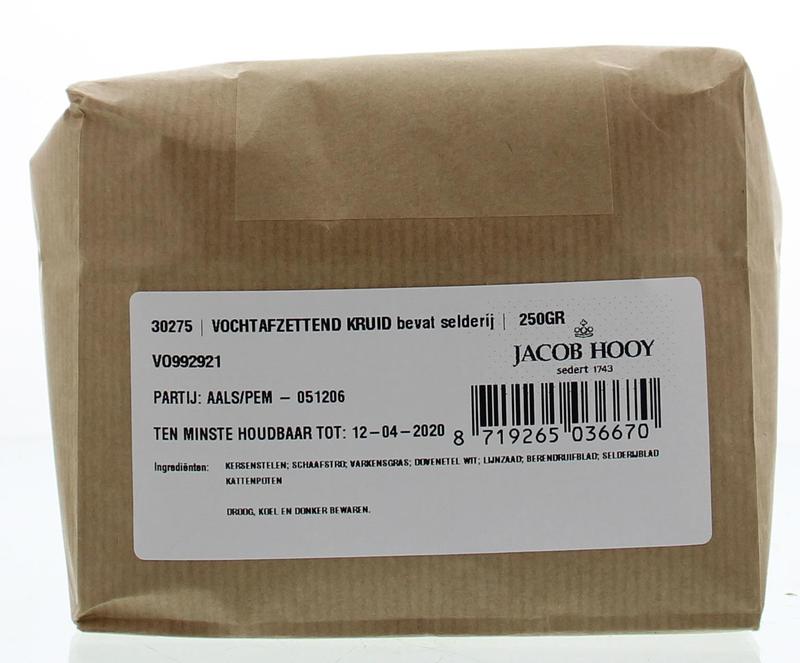 30275 | VOCHTAFZETTEND KRUID bevat selderij | 250GR
JACOB HOOY
sedert 1743
VO992921
PARTIJ: AALS/PEM – 051206
TEN MINSTE HOUDBAAR TOT: 12-04-2020
8 719265 036670
Ingrediënten: KERSENSTELEN; SCHAAFSTRO; VARKENSGRAS; DOVENETEL WIT; LIJNZAAD; BERENDRUIFBLAD; SELDERIJBLAD
KATTENPOTEN
DROOG, KOEL EN DONKER BEWAREN.